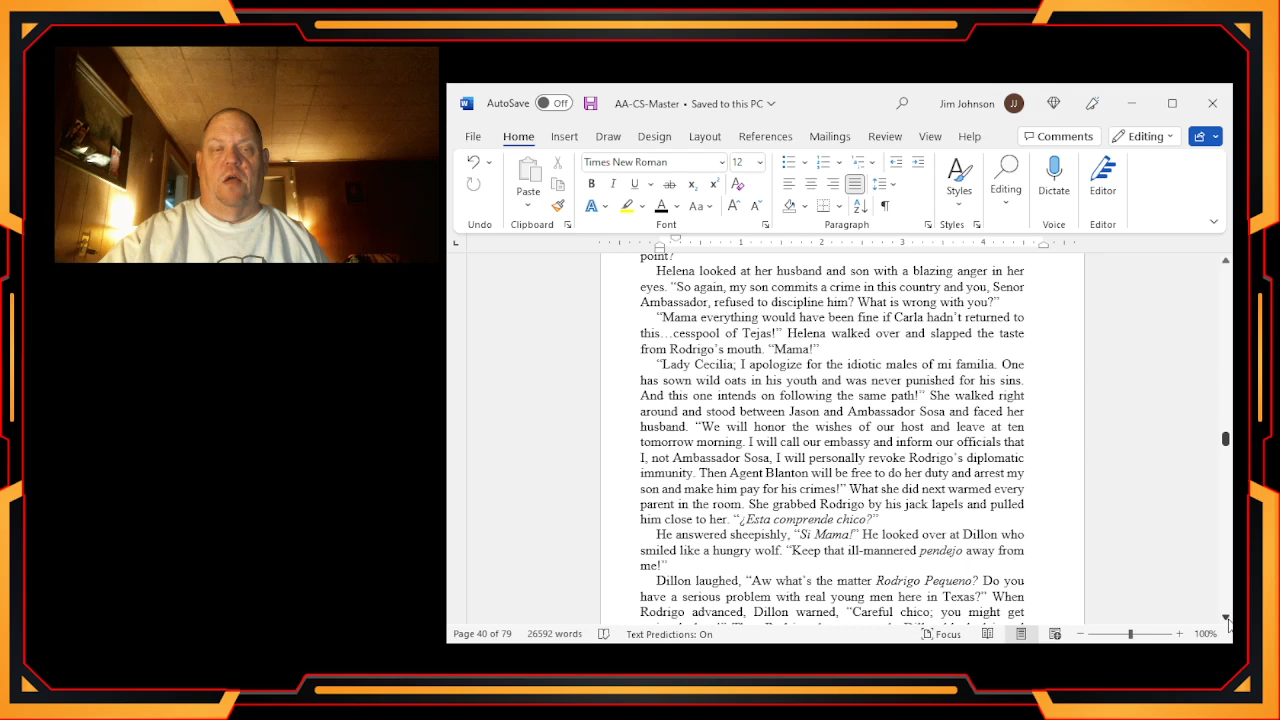 AutoSave Off AA-CS-Master • Saved to this PC Jim Johnson JJ
File Home Insert Draw Design Layout References Mailings Review View Help Comments Editing
Times New Roman 12
Paste Styles Editing Dictate Editor
Undo Clipboard Font Paragraph Styles Voice Editor
1 2 3 4
point?
Helena looked at her husband and son with a blazing anger in her
eyes. “So again, my son commits a crime in this country and you, Senor
Ambassador, refused to discipline him? What is wrong with you?”
“Mama everything would have been fine if Carla hadn’t returned to
this…cesspool of Tejas!” Helena walked over and slapped the taste
from Rodrigo’s mouth. “Mama!”
“Lady Cecilia; I apologize for the idiotic males of mi familia. One
has sown wild oats in his youth and was never punished for his sins.
And this one intends on following the same path!” She walked right
around and stood between Jason and Ambassador Sosa and faced her
husband. “We will honor the wishes of our host and leave at ten
tomorrow morning. I will call our embassy and inform our officials that
I, not Ambassador Sosa, I will personally revoke Rodrigo’s diplomatic
immunity. Then Agent Blanton will be free to do her duty and arrest my
son and make him pay for his crimes!” What she did next warmed every
parent in the room. She grabbed Rodrigo by his jack lapels and pulled
him close to her. “¿Esta comprende chico?”
He answered sheepishly, “Si Mama!” He looked over at Dillon who
smiled like a hungry wolf. “Keep that ill-mannered pendejo away from
me!”
Dillon laughed, “Aw what’s the matter Rodrigo Pequeno? Do you
have a serious problem with real young men here in Texas?” When
Rodrigo advanced, Dillon warned, “Careful chico; you might get
Page 40 of 79 26592 words Text Predictions: On Focus 100%